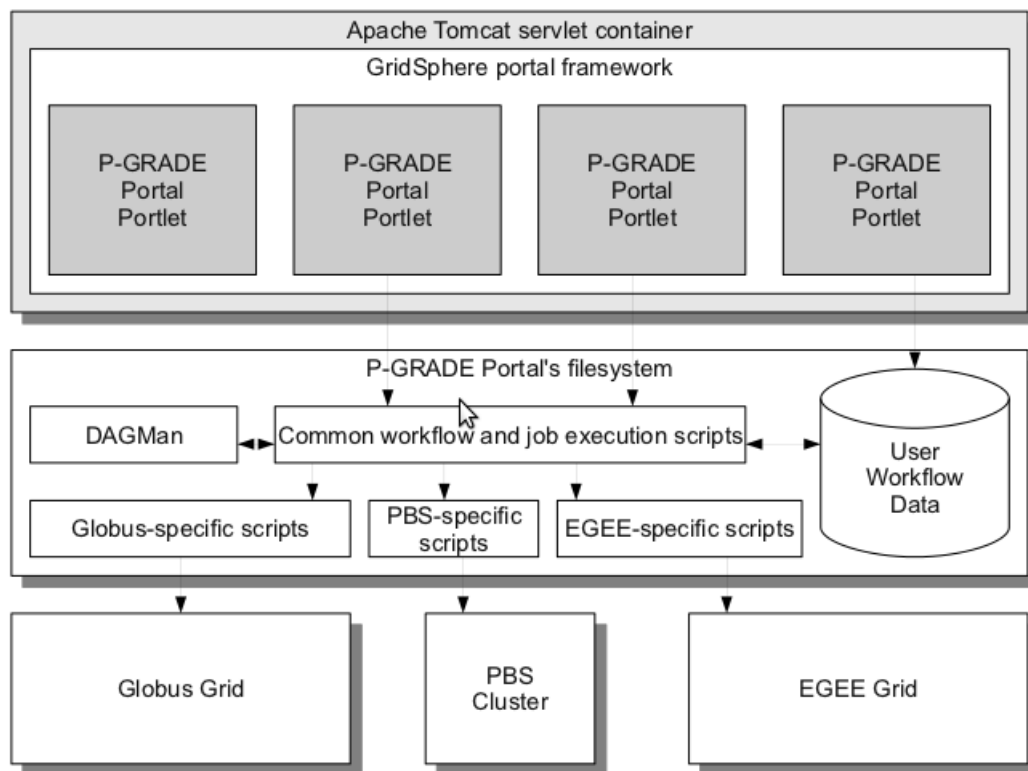 Apache Tomcat servlet container
GridSphere portal framework
P-GRADE
Portal
Portlet
P-GRADE
Portal
Portlet
P-GRADE
Portal
Portlet
P-GRADE
Portal
Portlet
P-GRADE Portal's filesystem
DAGMan
Common workflow and job execution scripts
User
Workflow
Data
Globus-specific scripts
PBS-specific
scripts
EGEE-specific scripts
Globus Grid
PBS
Cluster
EGEE Grid